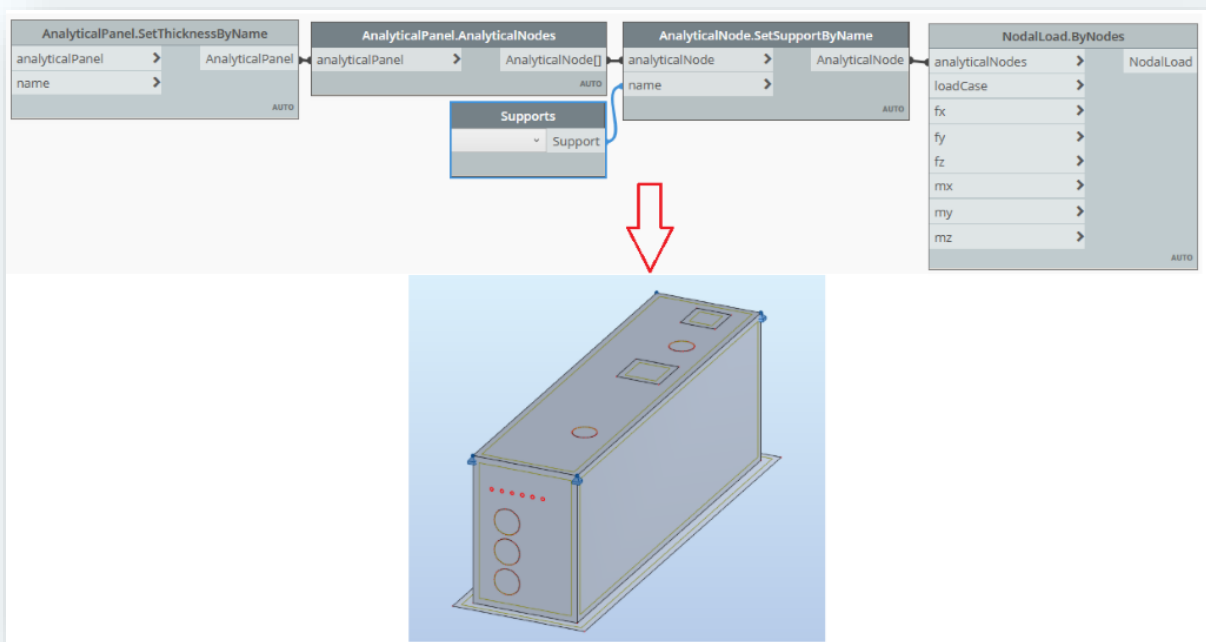 AnalyticalPanel.SetThicknessByName
analyticalPanel > AnalyticalPanel
name >
AUTO
AnalyticalPanel.AnalyticalNodes
analyticalPanel > AnalyticalNode[]
AUTO
Supports
Support
AnalyticalNode.SetSupportByName
analyticalNode > AnalyticalNode
name >
AUTO
NodalLoad.ByNodes
analyticalNodes > NodalLoad
loadCase >
fx >
fy >
fz >
mx >
my >
mz >
AUTO